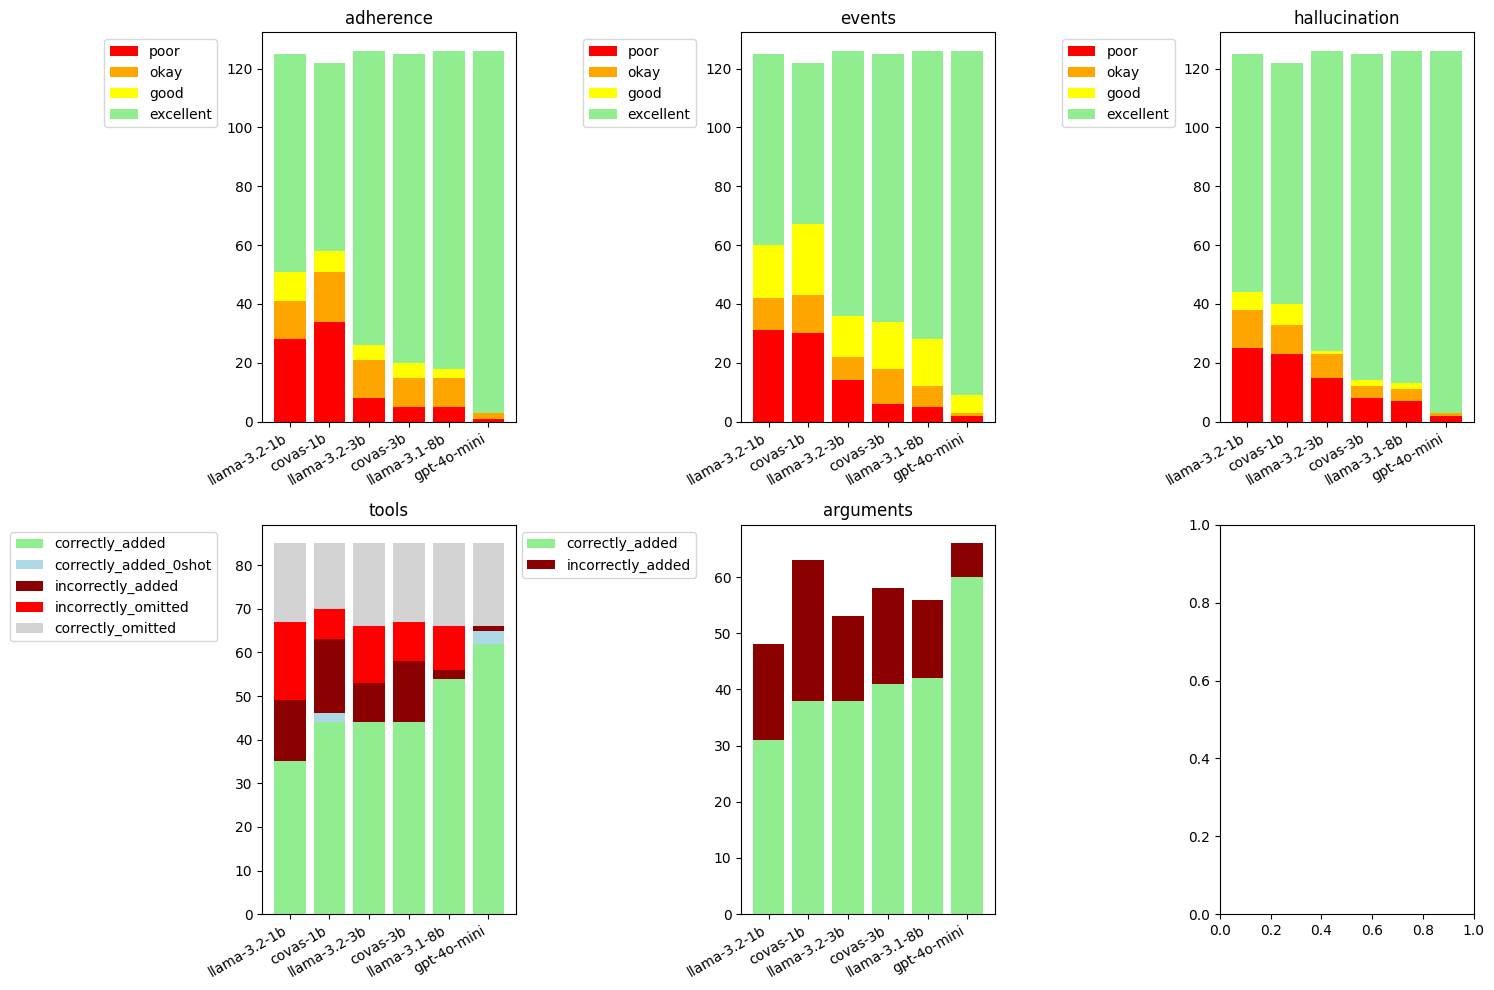 adherence
poor
okay
good
excellent
120
100
80
60
40
20
0
llama-3.2-1b
covas-1b
llama-3.2-3b
covas-3b
llama-3.1-8b
gpt-4o-mini
events
poor
okay
good
excellent
120
100
80
60
40
20
0
llama-3.2-1b
covas-1b
llama-3.2-3b
covas-3b
llama-3.1-8b
gpt-4o-mini
hallucination
poor
okay
good
excellent
120
100
80
60
40
20
0
llama-3.2-1b
covas-1b
llama-3.2-3b
covas-3b
llama-3.1-8b
gpt-4o-mini
tools
correctly_added
correctly_added_0shot
incorrectly_added
incorrectly_omitted
correctly_omitted
80
70
60
50
40
30
20
10
0
llama-3.2-1b
covas-1b
llama-3.2-3b
covas-3b
llama-3.1-8b
gpt-4o-mini
arguments
correctly_added
incorrectly_added
60
50
40
30
20
10
0
llama-3.2-1b
covas-1b
llama-3.2-3b
covas-3b
llama-3.1-8b
gpt-4o-mini
1.0
0.8
0.6
0.4
0.2
0.0
0.0 0.2 0.4 0.6 0.8 1.0